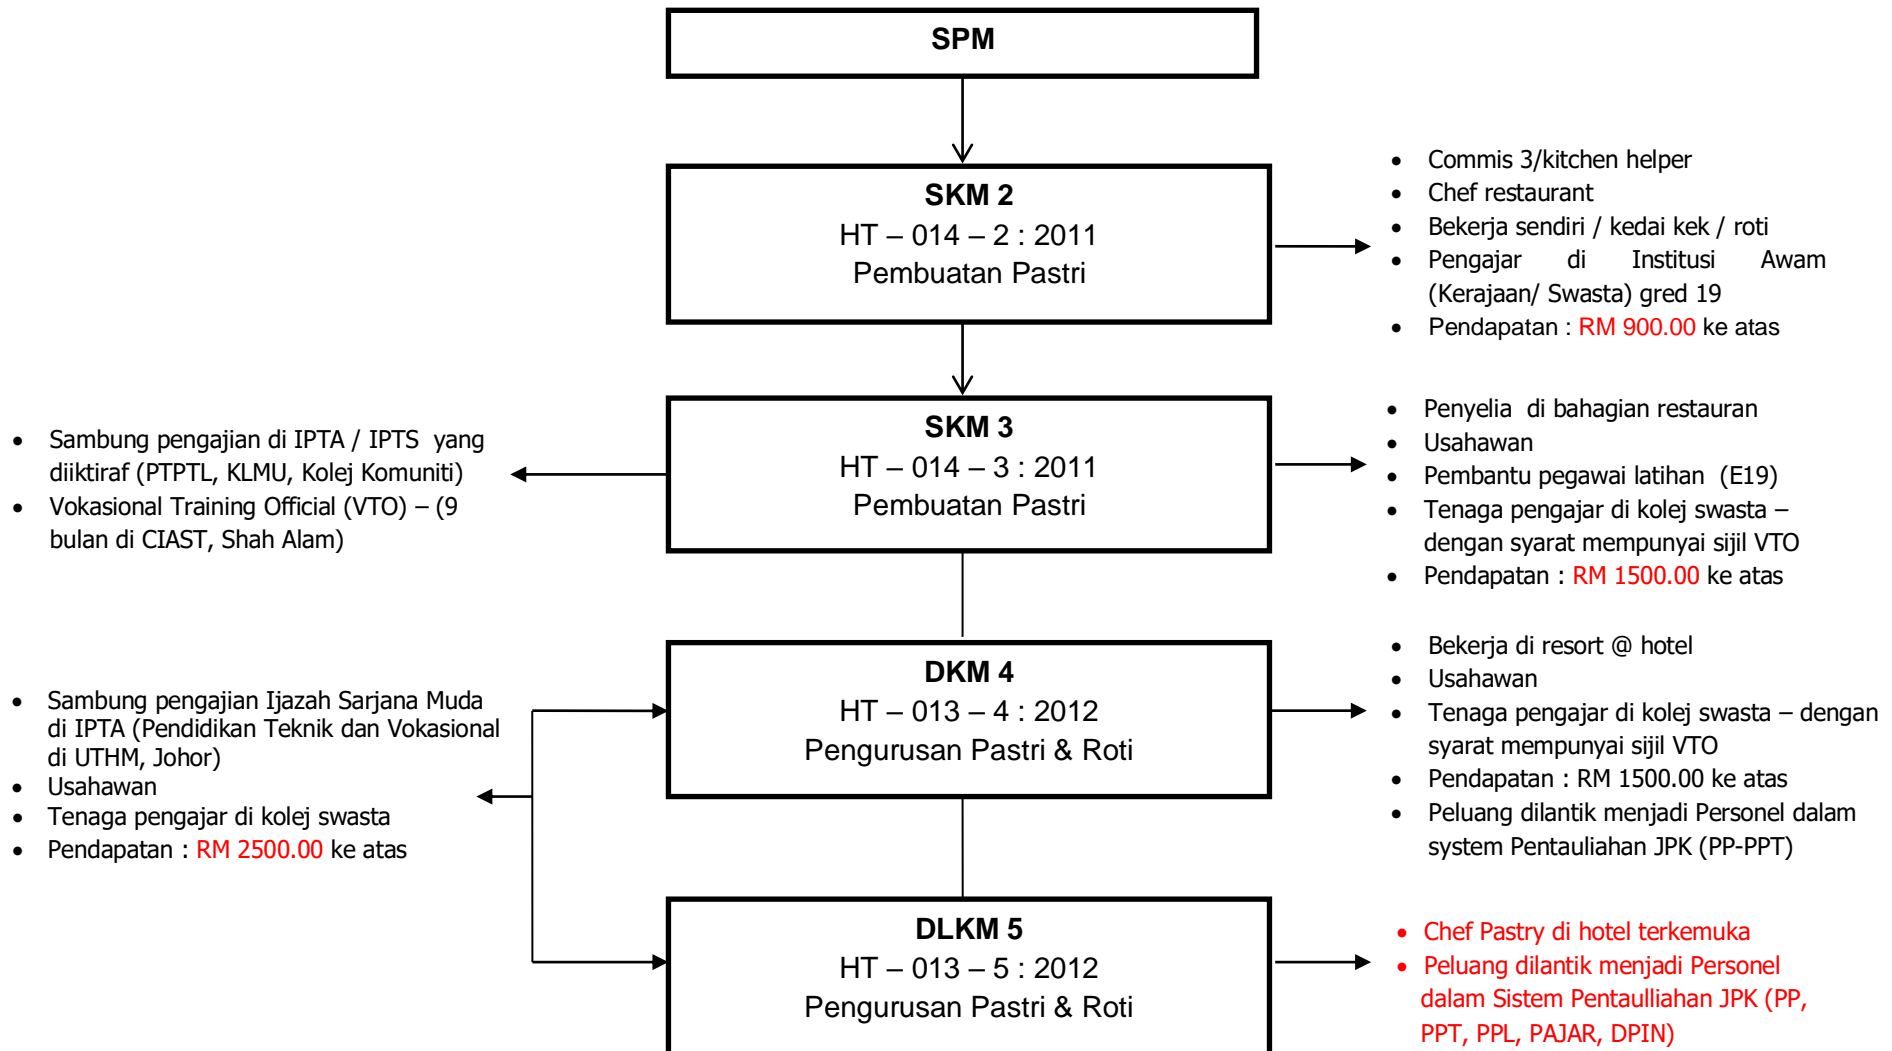 SPM
SKM 2
HT – 014 – 2 : 2011
Pembuatan Pastri
• Commis 3/kitchen helper
• Chef restaurant
• Bekerja sendiri / kedai kek / roti
• Pengajar di Institusi Awam
(Kerajaan/ Swasta) gred 19
• Pendapatan : RM 900.00 ke atas
• Sambung pengajian di IPTA / IPTS yang
diiktiraf (PTPTL, KLMU, Kolej Komuniti)
• Vokasional Training Official (VTO) – (9
bulan di CIAST, Shah Alam)
SKM 3
HT – 014 – 3 : 2011
Pembuatan Pastri
• Penyelia di bahagian restauran
• Usahawan
• Pembantu pegawai latihan (E19)
• Tenaga pengajar di kolej swasta –
dengan syarat mempunyai sijil VTO
• Pendapatan : RM 1500.00 ke atas
• Sambung pengajian Ijazah Sarjana Muda
di IPTA (Pendidikan Teknik dan Vokasional
di UTHM, Johor)
• Usahawan
• Tenaga pengajar di kolej swasta
• Pendapatan : RM 2500.00 ke atas
DKM 4
HT – 013 – 4 : 2012
Pengurusan Pastri & Roti
• Bekerja di resort @ hotel
• Usahawan
• Tenaga pengajar di kolej swasta – dengan
syarat mempunyai sijil VTO
• Pendapatan : RM 1500.00 ke atas
• Peluang dilantik menjadi Personel dalam
system Pentauliahan JPK (PP-PPT)
DLKM 5
HT – 013 – 5 : 2012
Pengurusan Pastri & Roti
• Chef Pastry di hotel terkemuka
• Peluang dilantik menjadi Personel
dalam Sistem Pentaulliahan JPK (PP,
PPT, PPL, PAJAR, DPIN)